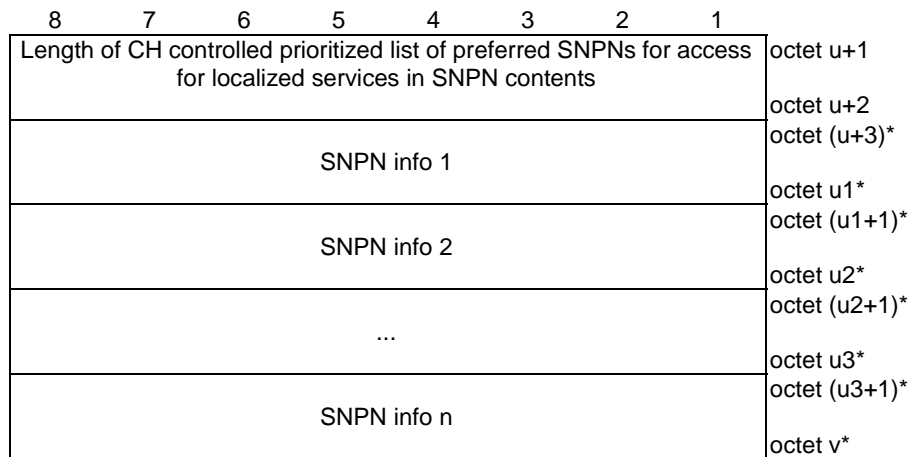 8 7 6 5 4 3 2 1
Length of CH controlled prioritized list of preferred SNPNs for access octet u+1
for localized services in SNPN contents
octet u+2
octet (u+3)*
SNPN info 1
octet u1*
octet (u1+1)*
SNPN info 2
octet u2*
octet (u2+1)*
...
octet u3*
octet (u3+1)*
SNPN info n
octet v*